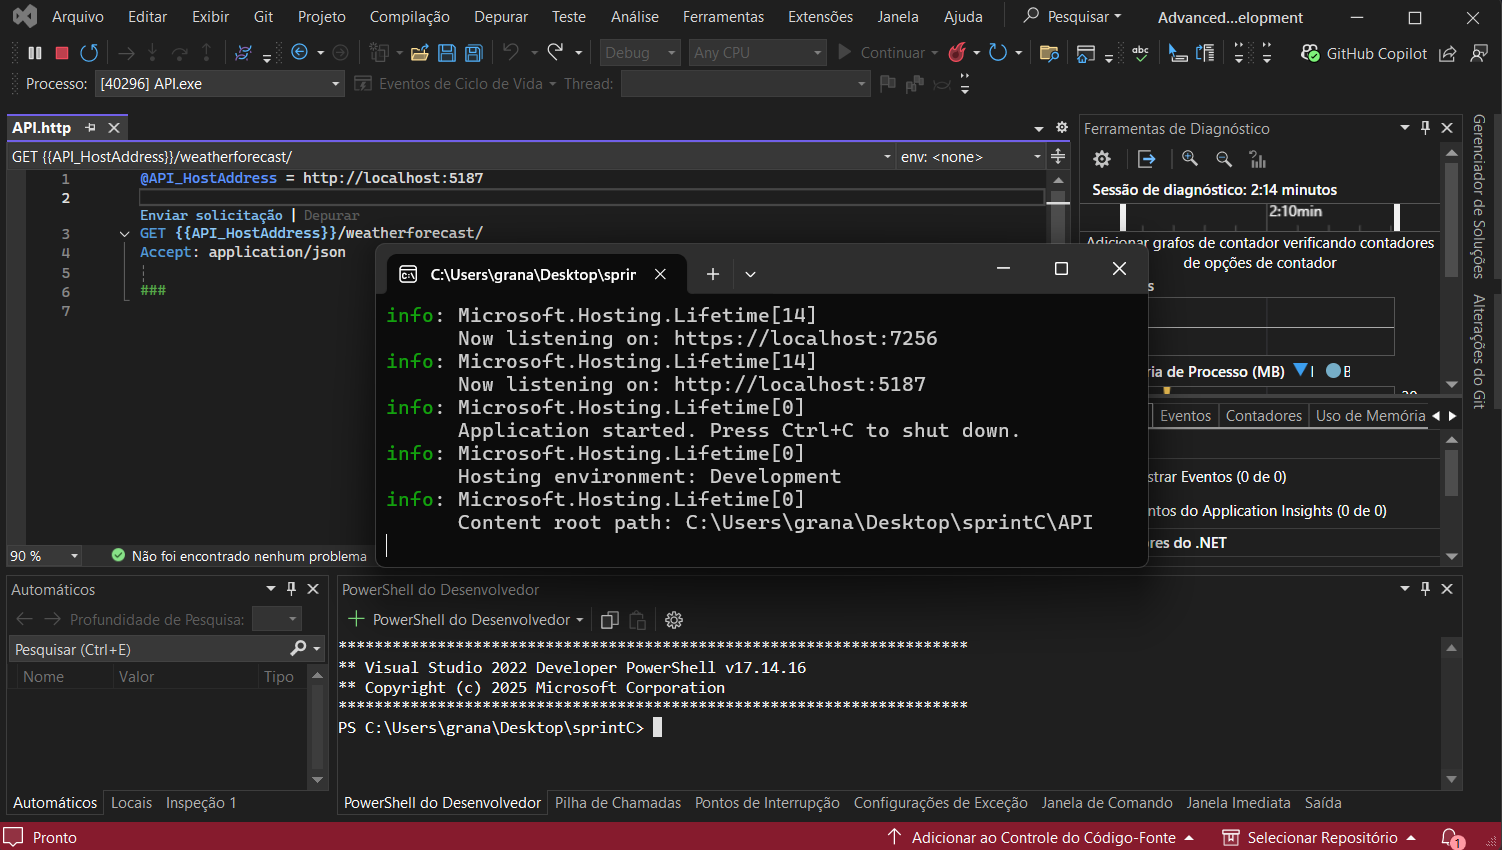 Arquivo Editar Exibir Git Projeto Compilação Depurar Teste Análise Ferramentas Extensões Janela Ajuda Pesquisar Advanced...elopment
Debug Any CPU Continuar abc GitHub Copilot
Processo: [40296] API.exe Eventos de Ciclo de Vida Thread:
API.http
GET {{API_HostAddress}}/weatherforecast/ env: <none>
1 @API_HostAddress = http://localhost:5187
2
Enviar solicitação | Depurar
3 GET {{API_HostAddress}}/weatherforecast/
4 Accept: application/json
5
6 ###
7
90 % Não foi encontrado nenhum problema
C:\Users\grana\Desktop\sprir
info: Microsoft.Hosting.Lifetime[14]
Now listening on: https://localhost:7256
info: Microsoft.Hosting.Lifetime[14]
Now listening on: http://localhost:5187
info: Microsoft.Hosting.Lifetime[0]
Application started. Press Ctrl+C to shut down.
info: Microsoft.Hosting.Lifetime[0]
Hosting environment: Development
info: Microsoft.Hosting.Lifetime[0]
Content root path: C:\Users\grana\Desktop\sprintC\API
Ferramentas de Diagnóstico
Sessão de diagnóstico: 2:14 minutos
2:10min
Adicionar grafos de contador verificando contadores
de opções de contador
s
ria de Processo (MB) I B
20
Eventos Contadores Uso de Memória
strar Eventos (0 de 0)
ntos do Application Insights (0 de 0)
res do .NET
Gerenciador de Soluções
Alterações do Git
Automáticos
Profundidade de Pesquisa:
Pesquisar (Ctrl+E)
Nome Valor Tipo
Automáticos Locais Inspeção 1
PowerShell do Desenvolvedor
PowerShell do Desenvolvedor
**********************************************************************
** Visual Studio 2022 Developer PowerShell v17.14.16
** Copyright (c) 2025 Microsoft Corporation
**********************************************************************
PS C:\Users\grana\Desktop\sprintC>
PowerShell do Desenvolvedor Pilha de Chamadas Pontos de Interrupção Configurações de Exceção Janela de Comando Janela Imediata Saída
Pronto Adicionar ao Controle do Código-Fonte Selecionar Repositório 1